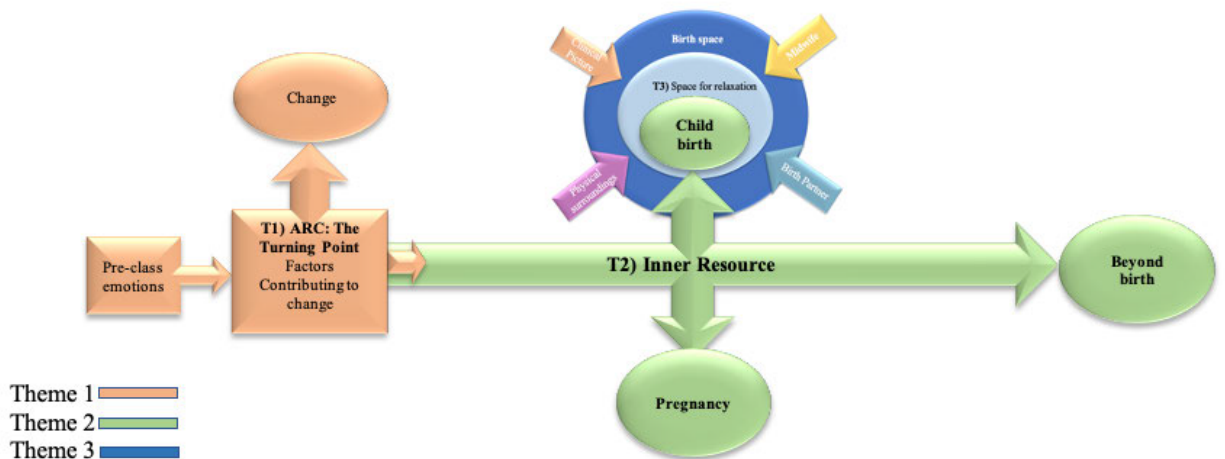 Birth space
Clinical
Picture
Midwife
T3) Space for relaxation
Child
birth
Physical
surroundings
Birth Partner
Change
T1) ARC: The
Turning Point
Factors
Contributing to
change
Pre-class
emotions
T2) Inner Resource
Beyond
birth
Pregnancy
Theme 1
Theme 2
Theme 3